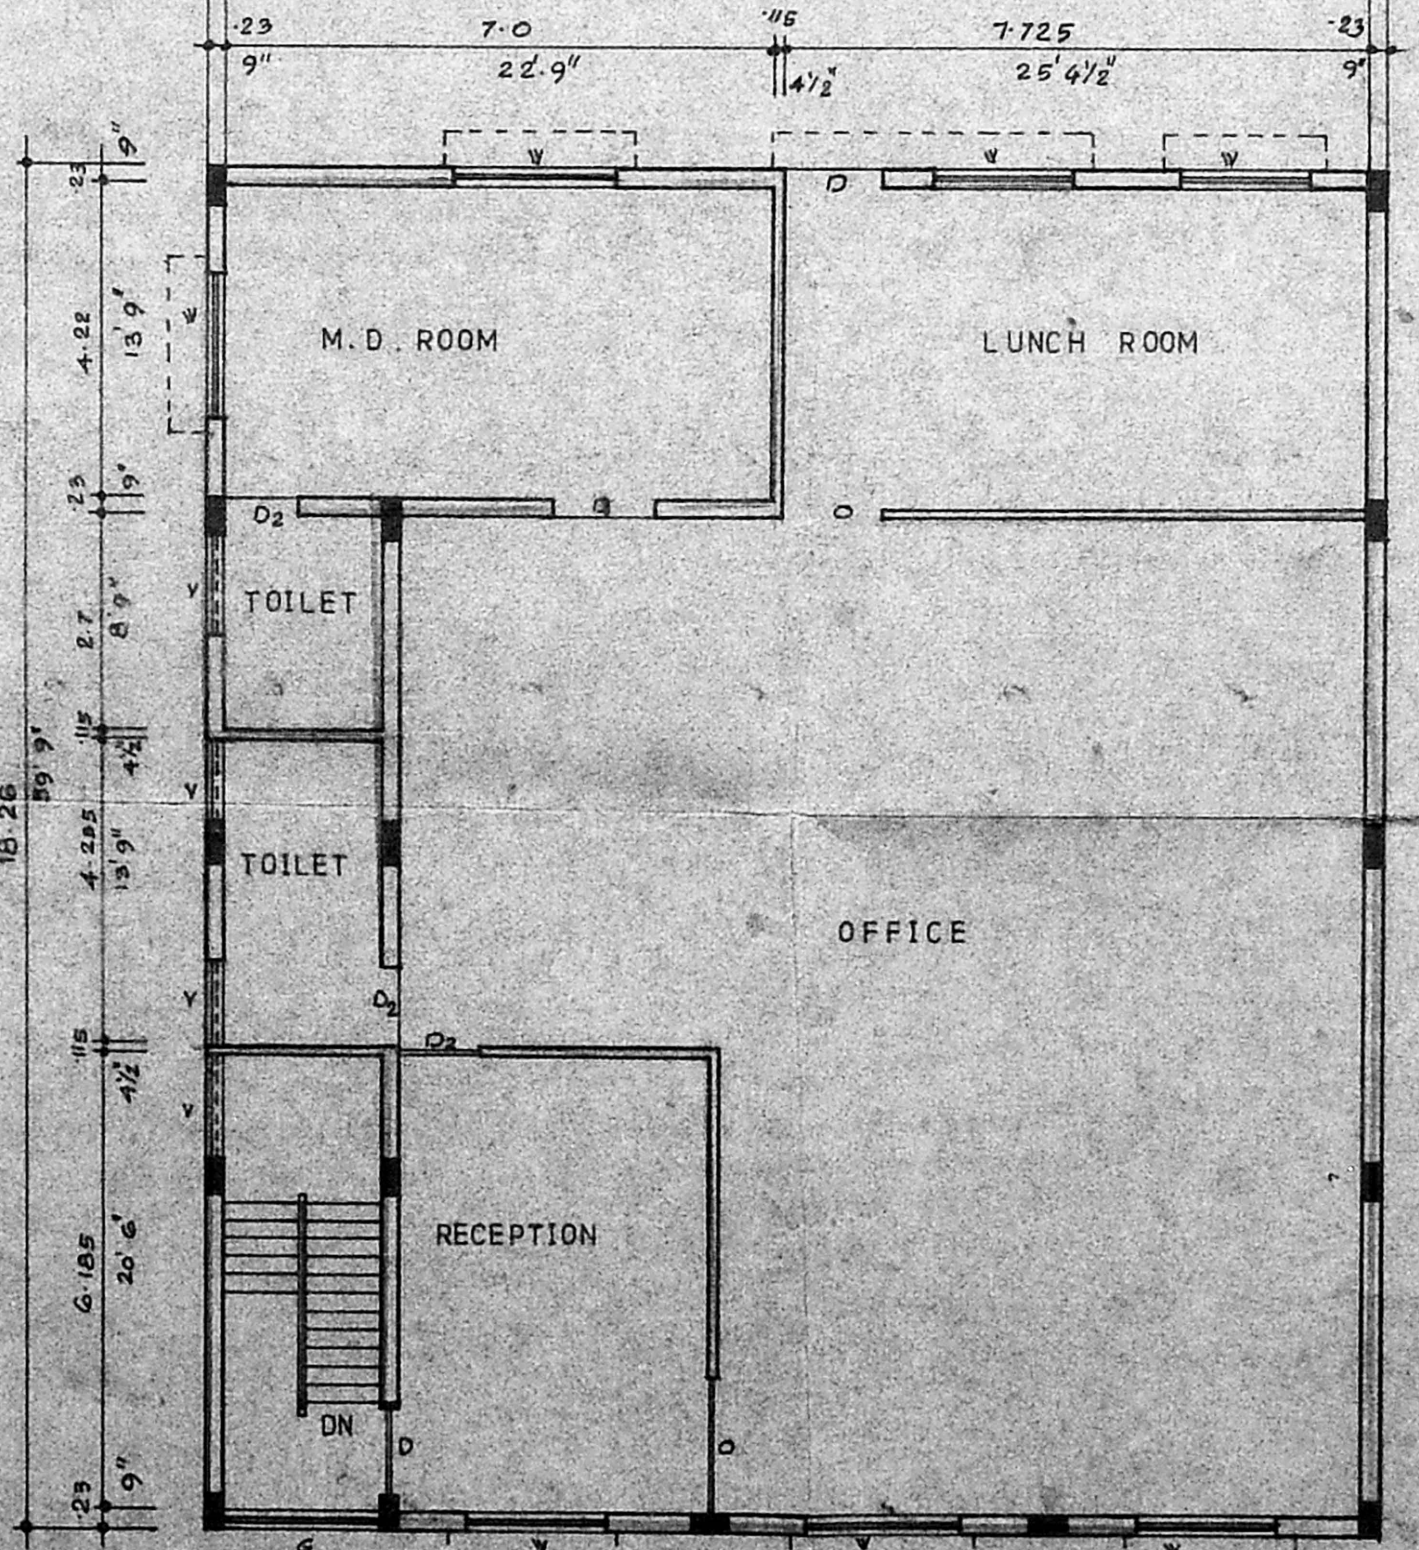 .23 7.0 .115 7.725 .23
9" 22'.9" 4½" 25' 4½" 9"
9"
.23
W W W
D
4.22
13' 9"
W
M.D. ROOM
LUNCH ROOM
.23
9"
D2
D
V
TOILET
2.7
8'9"
.115
4½"
18.26
59' 9"
V
4.235
13' 9"
TOILET
OFFICE
V
D2
D2
.115
4½"
V
RECEPTION
6.185
20' 6"
DN
D
D
.23
9"